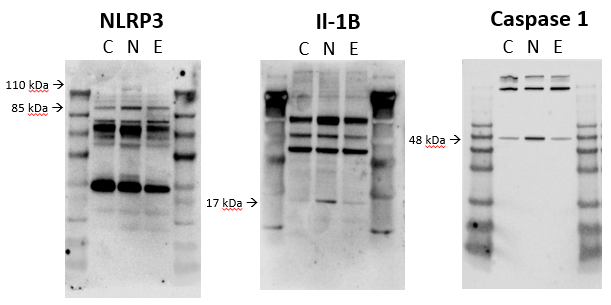 NLRP3
C N E
110 kDa →
85 kDa →
Il-1B
C N E
17 kDa →
Caspase 1
C N E
48 kDa →